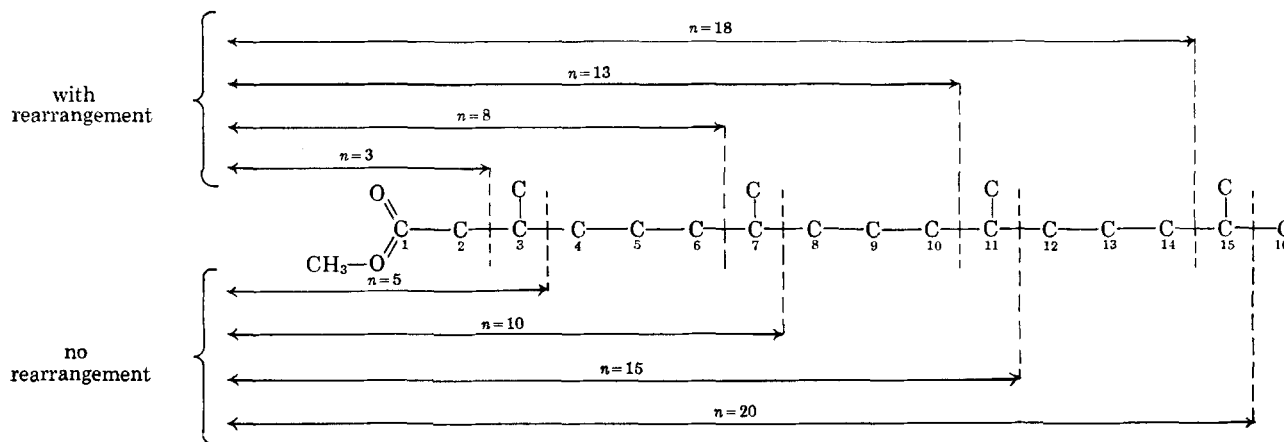 n=18
n=13
with
rearrangement
n=8
n=3
O C C C C
C C C C C C C C C C C C C C C C
1 2 3 4 5 6 7 8 9 10 11 12 13 14 15 16
CH₃—O
n=5
n=10
no
rearrangement
n=15
n=20